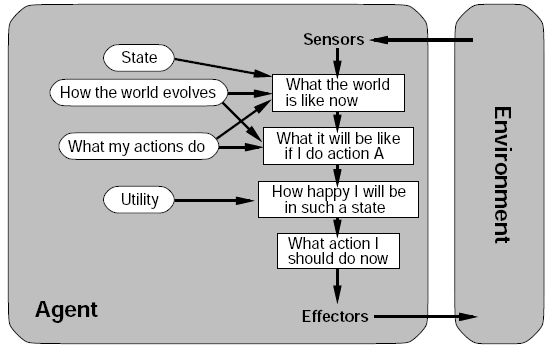 Sensors
State
What the world
is like now
How the world evolves
What my actions do
What it will be like
if I do action A
Utility
How happy I will be
in such a state
What action I
should do now
Agent
Effectors
Environment